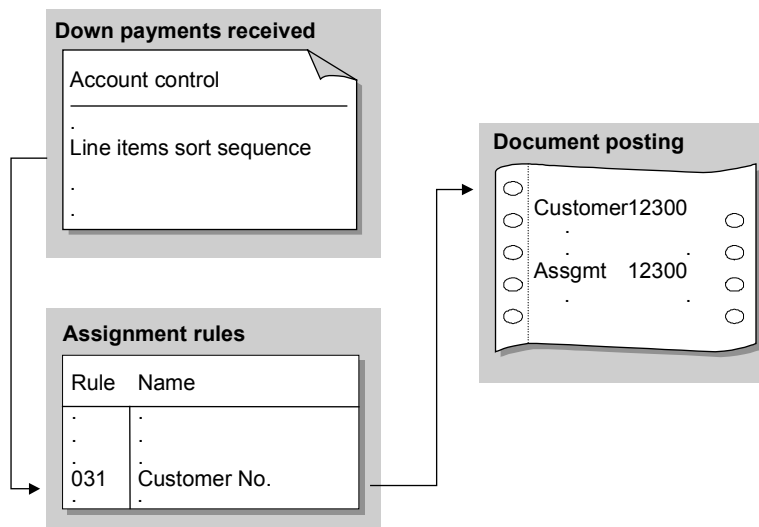 Down payments received
Account control
.
Line items sort sequence
.
.
Assignment rules
Rule Name
. .
. .
. .
031 Customer No.
. .
Document posting
Customer12300
.
. .
Assgmt 12300
. .